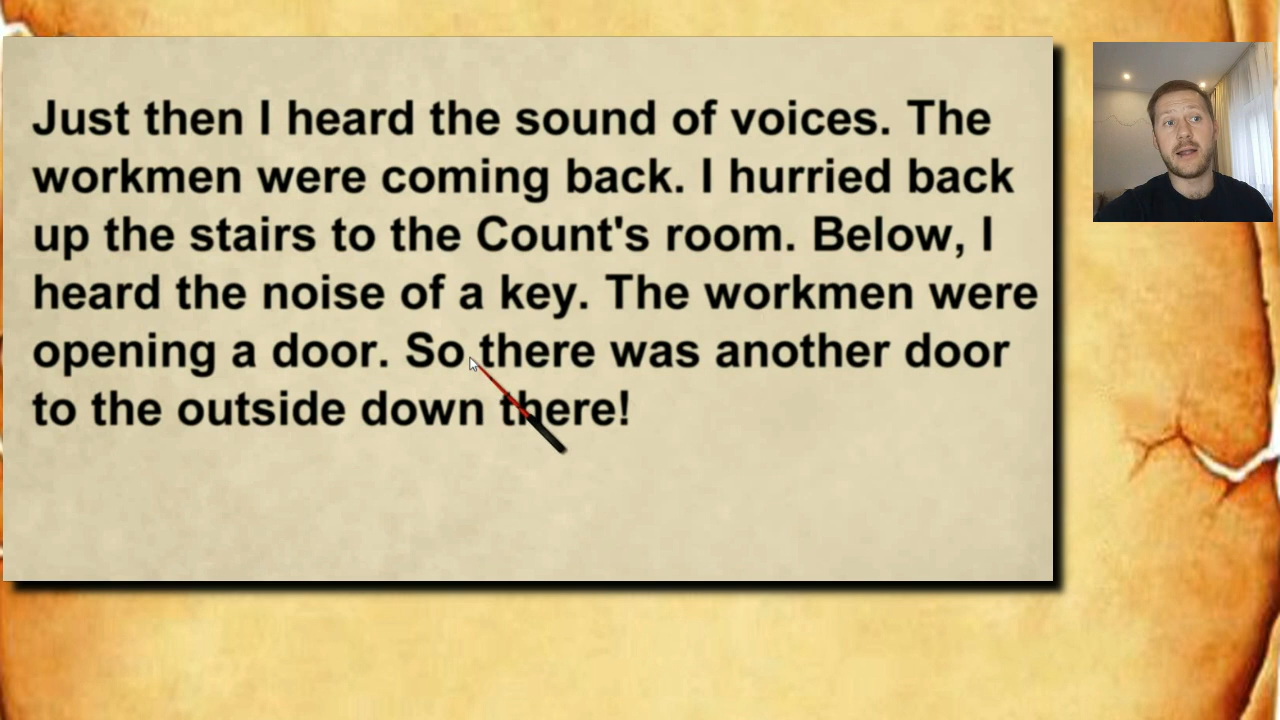 Just then I heard the sound of voices. The
workmen were coming back. I hurried back
up the stairs to the Count's room. Below, I
heard the noise of a key. The workmen were
opening a door. So there was another door
to the outside down there!